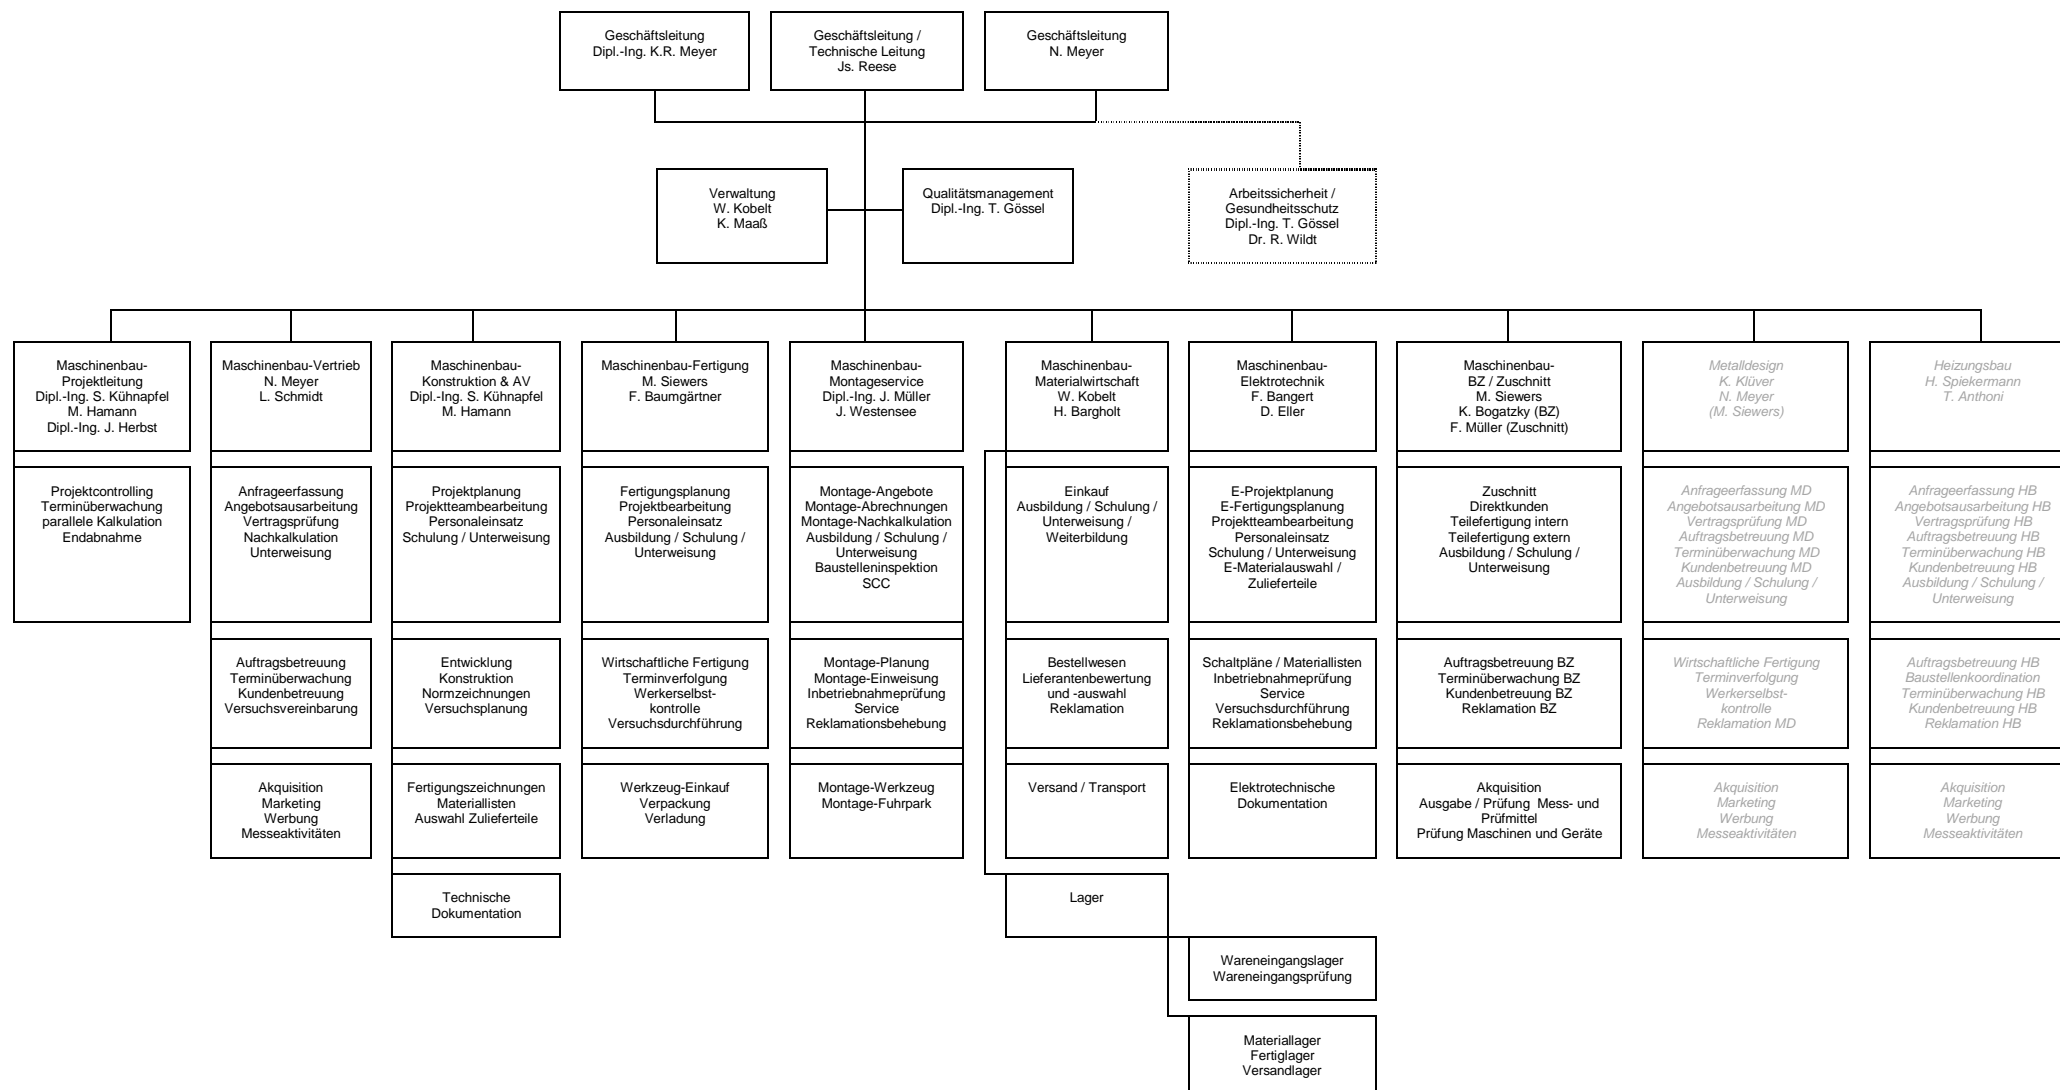 Geschäftsleitung
Dipl.-Ing. K.R. Meyer
Geschäftsleitung /
Technische Leitung
Js. Reese
Geschäftsleitung
N. Meyer
Verwaltung
W. Kobelt
K. Maaß
Qualitätsmanagement
Dipl.-Ing. T. Gössel
Arbeitssicherheit /
Gesundheitsschutz
Dipl.-Ing. T. Gössel
Dr. R. Wildt
Maschinenbau-
Projektleitung
Dipl.-Ing. S. Kühnapfel
M. Hamann
Dipl.-Ing. J. Herbst
Maschinenbau-Vertrieb
N. Meyer
L. Schmidt
Maschinenbau-
Konstruktion & AV
Dipl.-Ing. S. Kühnapfel
M. Hamann
Maschinenbau-Fertigung
M. Siewers
F. Baumgärtner
Maschinenbau-
Montageservice
Dipl.-Ing. J. Müller
J. Westensee
Maschinenbau-
Materialwirtschaft
W. Kobelt
H. Bargholt
Maschinenbau-
Elektrotechnik
F. Bangert
D. Eller
Maschinenbau-
BZ / Zuschnitt
M. Siewers
K. Bogatzky (BZ)
F. Müller (Zuschnitt)
Metalldesign
K. Klüver
N. Meyer
(M. Siewers)
Heizungsbau
H. Spiekermann
T. Anthoni
Projektcontrolling
Terminüberwachung
parallele Kalkulation
Endabnahme
Anfrageerfassung
Angebotsausarbeitung
Vertragsprüfung
Nachkalkulation
Unterweisung
Projektplanung
Projektteambearbeitung
Personaleinsatz
Schulung / Unterweisung
Fertigungsplanung
Projektbearbeitung
Personaleinsatz
Ausbildung / Schulung /
Unterweisung
Montage-Angebote
Montage-Abrechnungen
Montage-Nachkalkulation
Ausbildung / Schulung /
Unterweisung
Baustelleninspektion
SCC
Einkauf
Ausbildung / Schulung /
Unterweisung /
Weiterbildung
E-Projektplanung
E-Fertigungsplanung
Projektteambearbeitung
Personaleinsatz
Schulung / Unterweisung
E-Materialauswahl /
Zulieferteile
Zuschnitt
Direktkunden
Teilefertigung intern
Teilefertigung extern
Ausbildung / Schulung /
Unterweisung
Anfrageerfassung MD
Angebotsausarbeitung MD
Vertragsprüfung MD
Auftragsbetreuung MD
Terminüberwachung MD
Kundenbetreuung MD
Ausbildung / Schulung /
Unterweisung
Anfrageerfassung HB
Angebotsausarbeitung HB
Vertragsprüfung HB
Auftragsbetreuung HB
Terminüberwachung HB
Kundenbetreuung HB
Ausbildung / Schulung /
Unterweisung
Auftragsbetreuung
Terminüberwachung
Kundenbetreuung
Versuchsvereinbarung
Entwicklung
Konstruktion
Normzeichnungen
Versuchsplanung
Wirtschaftliche Fertigung
Terminverfolgung
Werkerselbst-
kontrolle
Versuchsdurchführung
Montage-Planung
Montage-Einweisung
Inbetriebnahmeprüfung
Service
Reklamationsbehebung
Bestellwesen
Lieferantenbewertung
und -auswahl
Reklamation
Schaltpläne / Materiallisten
Inbetriebnahmeprüfung
Service
Versuchsdurchführung
Reklamationsbehebung
Auftragsbetreuung BZ
Terminüberwachung BZ
Kundenbetreuung BZ
Reklamation BZ
Wirtschaftliche Fertigung
Terminverfolgung
Werkerselbst-
kontrolle
Reklamation MD
Auftragsbetreuung HB
Baustellenkoordination
Terminüberwachung HB
Kundenbetreuung HB
Reklamation HB
Akquisition
Marketing
Werbung
Messeaktivitäten
Fertigungszeichnungen
Materiallisten
Auswahl Zulieferteile
Werkzeug-Einkauf
Verpackung
Verladung
Montage-Werkzeug
Montage-Fuhrpark
Versand / Transport
Elektrotechnische
Dokumentation
Akquisition
Ausgabe / Prüfung  Mess- und
Prüfmittel
Prüfung Maschinen und Geräte
Akquisition
Marketing
Werbung
Messeaktivitäten
Akquisition
Marketing
Werbung
Messeaktivitäten
Technische
Dokumentation
Lager
Wareneingangslager
Wareneingangsprüfung
Materiallager
Fertiglager
Versandlager